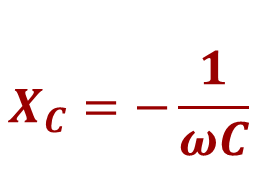 X_C = − 1/(ωC)